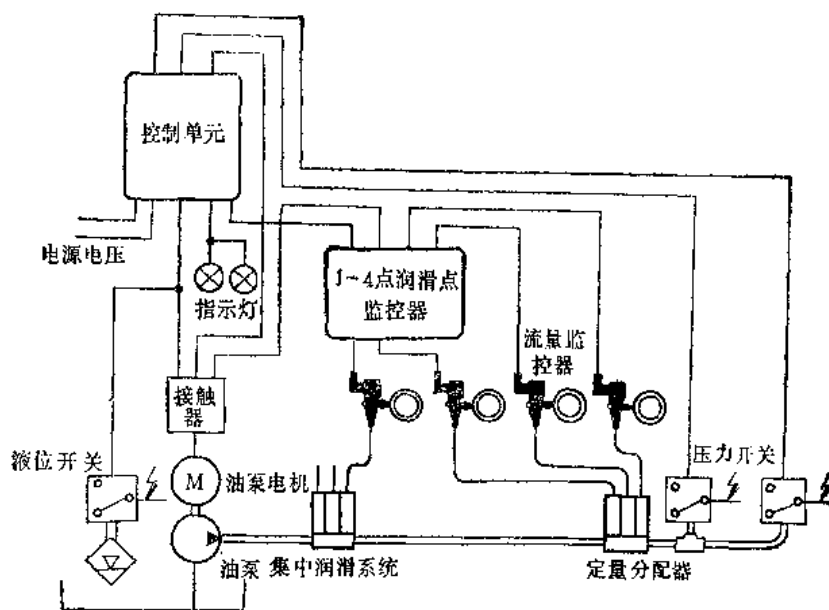 控制单元
电源电压
指示灯
1~4点润滑点
监控器
流量监
控器
接触
器
液位开关
M
油泵电机
压力开关
油泵
集中润滑系统
定量分配器